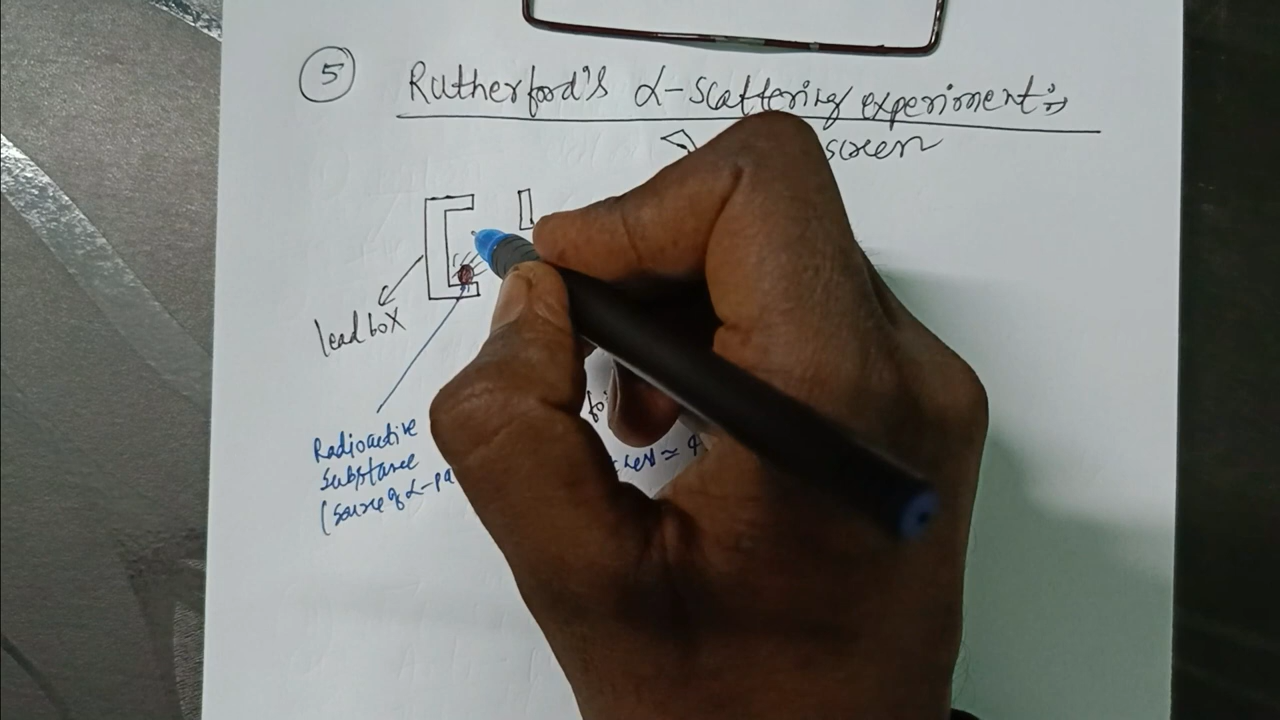 5 Rutherford's α-scattering experiment:→
screen
lead box
Radioactive
substance
(source of α-pa